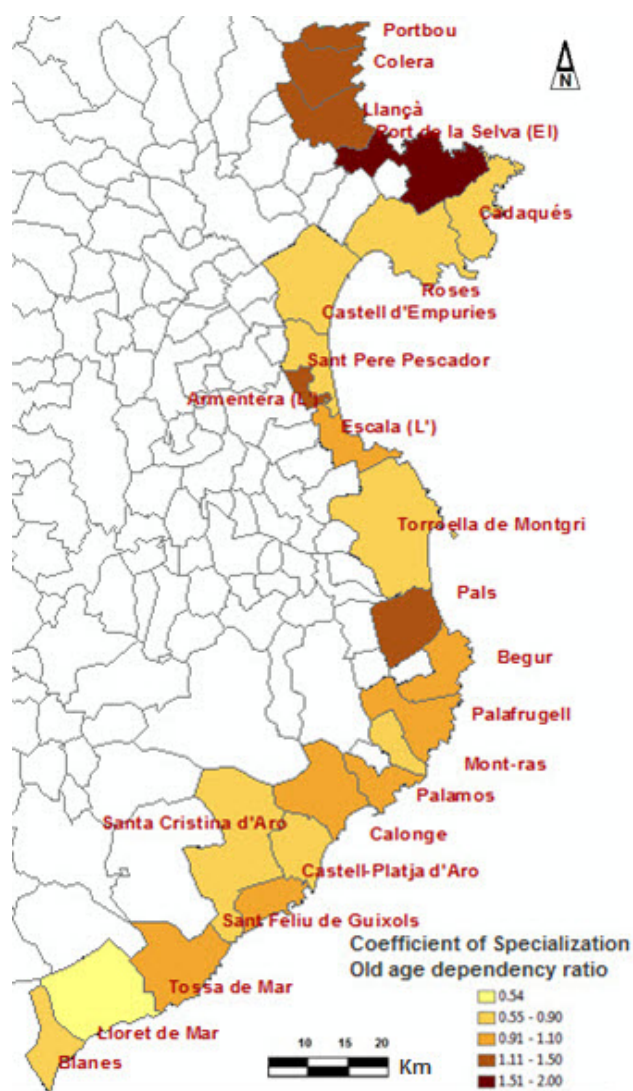 Portbou
Colera
Llançà
Port de la Selva (El)
N
Cadaqués
Roses
Castell d'Empuries
Sant Pere Pescador
Armentera (L')
Escala (L')
Torroella de Montgri
Pals
Begur
Palafrugell
Mont-ras
Palamos
Santa Cristina d'Aro
Calonge
Castell-Platja d'Aro
Sant Feliu de Guixols
Coefficient of Specialization
Old age dependency ratio
Tossa de Mar
0.54
0.55 - 0.90
0.91 - 1.10
1.11 - 1.50
1.51 - 2.00
Lloret de Mar
Blanes
10 15 20
Km